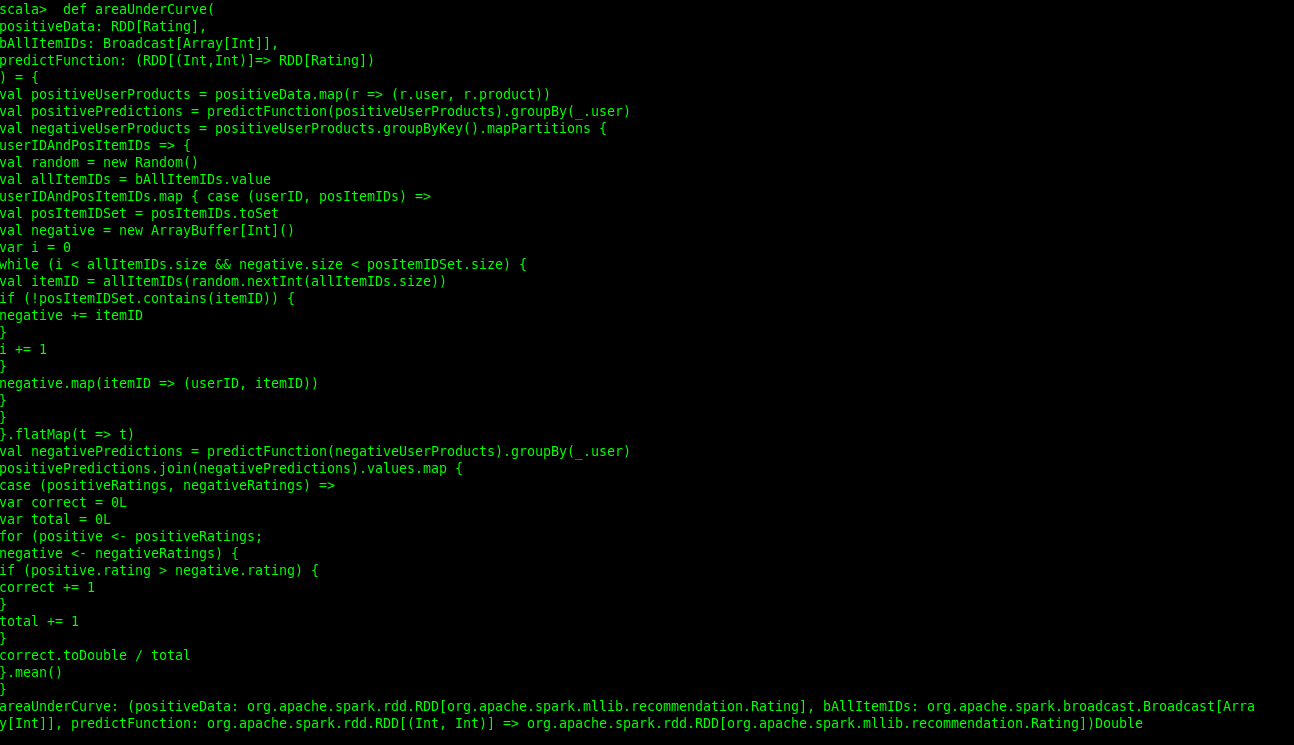 scala>  def areaUnderCurve(
positiveData: RDD[Rating],
bAllItemIDs: Broadcast[Array[Int]],
predictFunction: (RDD[(Int,Int)]=> RDD[Rating])
) = {
val positiveUserProducts = positiveData.map(r => (r.user, r.product))
val positivePredictions = predictFunction(positiveUserProducts).groupBy(_.user)
val negativeUserProducts = positiveUserProducts.groupByKey().mapPartitions {
userIDAndPosItemIDs => {
val random = new Random()
val allItemIDs = bAllItemIDs.value
userIDAndPosItemIDs.map { case (userID, posItemIDs) =>
val posItemIDSet = posItemIDs.toSet
val negative = new ArrayBuffer[Int]()
var i = 0
while (i < allItemIDs.size && negative.size < posItemIDSet.size) {
val itemID = allItemIDs(random.nextInt(allItemIDs.size))
if (!posItemIDSet.contains(itemID)) {
negative += itemID
}
i += 1
}
negative.map(itemID => (userID, itemID))
}
}
}.flatMap(t => t)
val negativePredictions = predictFunction(negativeUserProducts).groupBy(_.user)
positivePredictions.join(negativePredictions).values.map {
case (positiveRatings, negativeRatings) =>
var correct = 0L
var total = 0L
for (positive <- positiveRatings;
negative <- negativeRatings) {
if (positive.rating > negative.rating) {
correct += 1
}
total += 1
}
correct.toDouble / total
}.mean()
}
areaUnderCurve: (positiveData: org.apache.spark.rdd.RDD[org.apache.spark.mllib.recommendation.Rating], bAllItemIDs: org.apache.spark.broadcast.Broadcast[Arra
y[Int]], predictFunction: org.apache.spark.rdd.RDD[(Int, Int)] => org.apache.spark.rdd.RDD[org.apache.spark.mllib.recommendation.Rating])Double